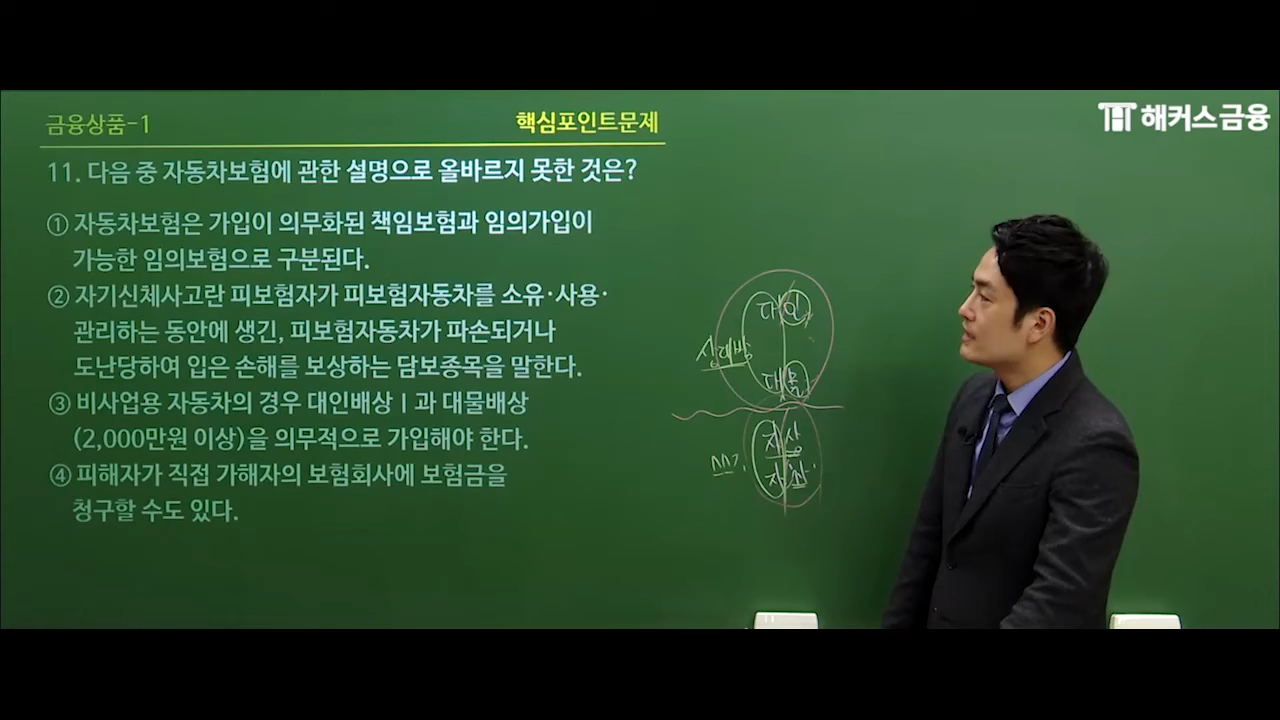 금융상품-1
핵심포인트문제
해커스금융
11. 다음 중 자동차보험에 관한 설명으로 올바르지 못한 것은?
① 자동차보험은 가입이 의무화된 책임보험과 임의가입이
가능한 임의보험으로 구분된다.
② 자기신체사고란 피보험자가 피보험자동차를 소유·사용·
관리하는 동안에 생긴, 피보험자동차가 파손되거나
도난당하여 입은 손해를 보상하는 담보종목을 말한다.
③ 비사업용 자동차의 경우 대인배상Ⅰ과 대물배상
(2,000만원 이상)을 의무적으로 가입해야 한다.
④ 피해자가 직접 가해자의 보험회사에 보험금을
청구할 수도 있다.
대인
상대방
대물
자상